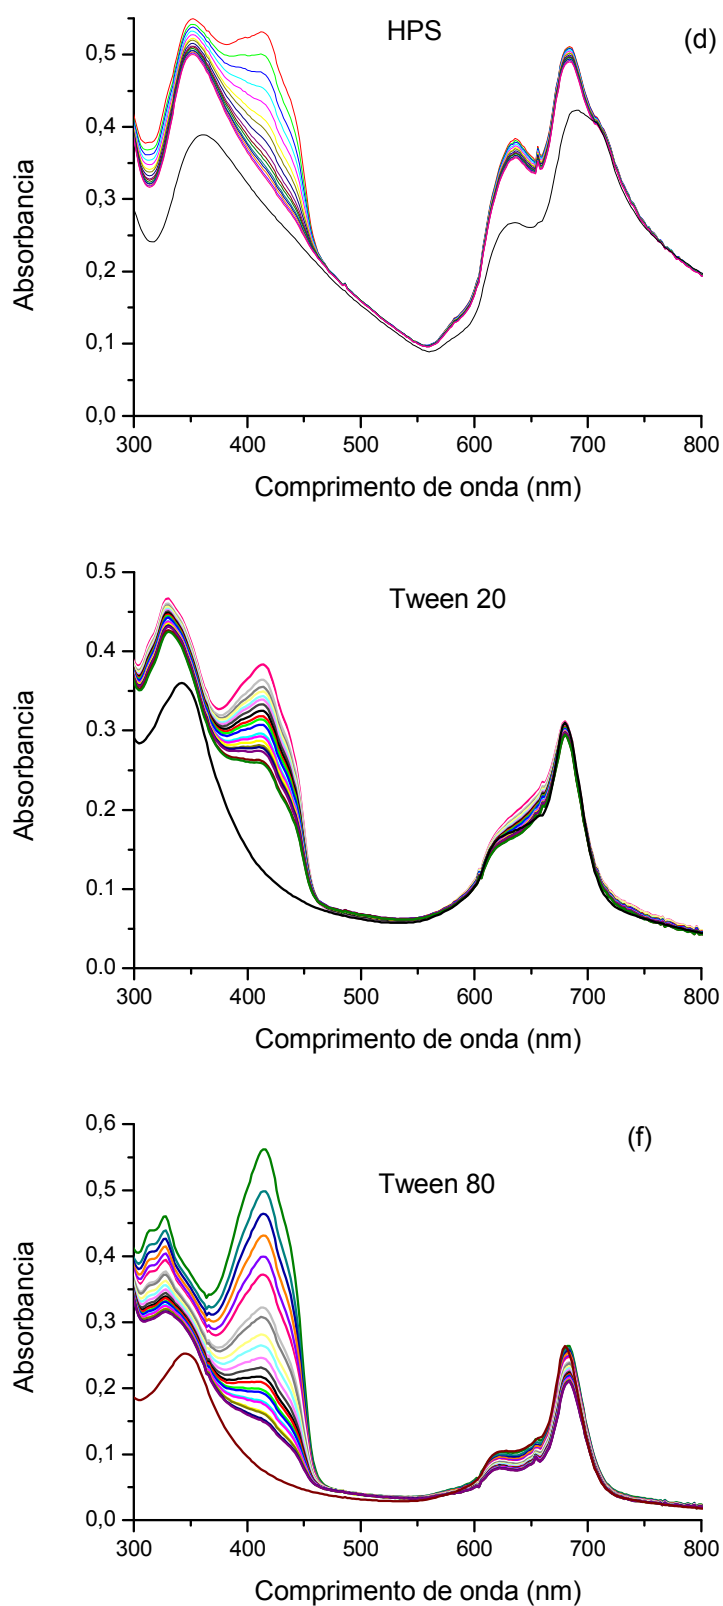 HPS
(d)
0,5
0,4
0,3
0,2
0,1
0,0
Absorbancia
300 400 500 600 700 800
Comprimento de onda (nm)
Tween 20
0.5
0.4
0.3
0.2
0.1
0.0
Absorbancia
300 400 500 600 700 800
Comprimento de onda (nm)
(f)
Tween 80
0,6
0,5
0,4
0,3
0,2
0,1
0,0
Absorbancia
300 400 500 600 700 800
Comprimento de onda (nm)